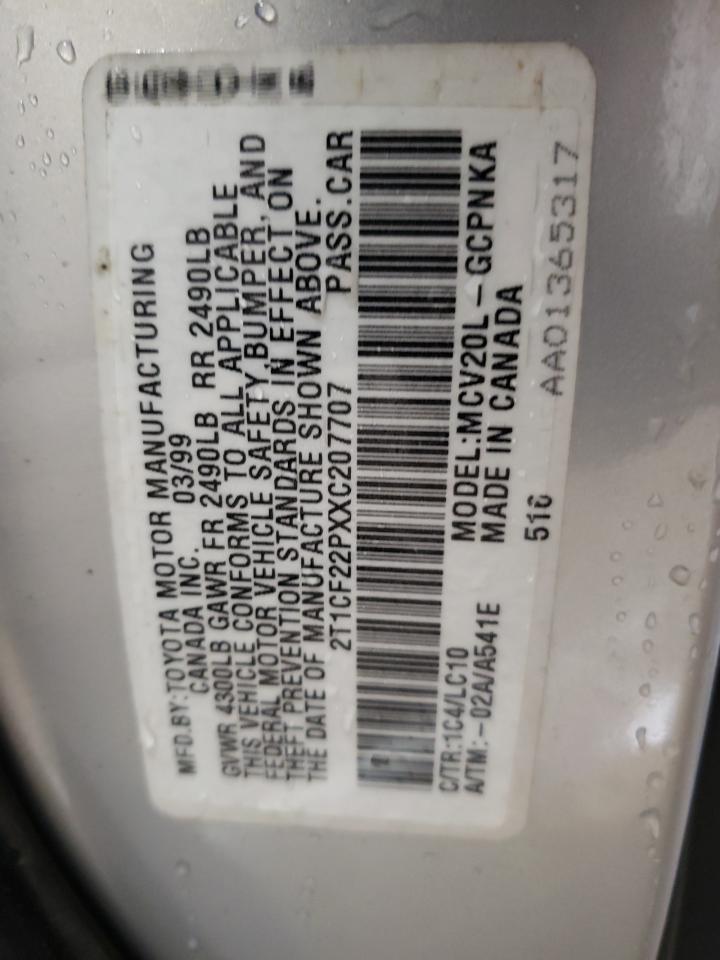 MFD.BY:TOYOTA MOTOR MANUFACTURING
CANADA INC. 03/99
GVWR 4300LB GAWR FR 2490LB RR 2490LB
THIS VEHICLE CONFORMS TO ALL APPLICABLE
FEDERAL MOTOR VEHICLE SAFETY,BUMPER, AND
THEFT PREVENTION STANDARDS IN EFFECT ON
THE DATE OF MANUFACTURE SHOWN ABOVE.
2T1CF22PXXC207707 PASS.CAR
C/TR:1C4/LC10 MODEL:MCV20L-GCPNKA
A/TM:-02A/A541E MADE IN CANADA
516
AA01365317